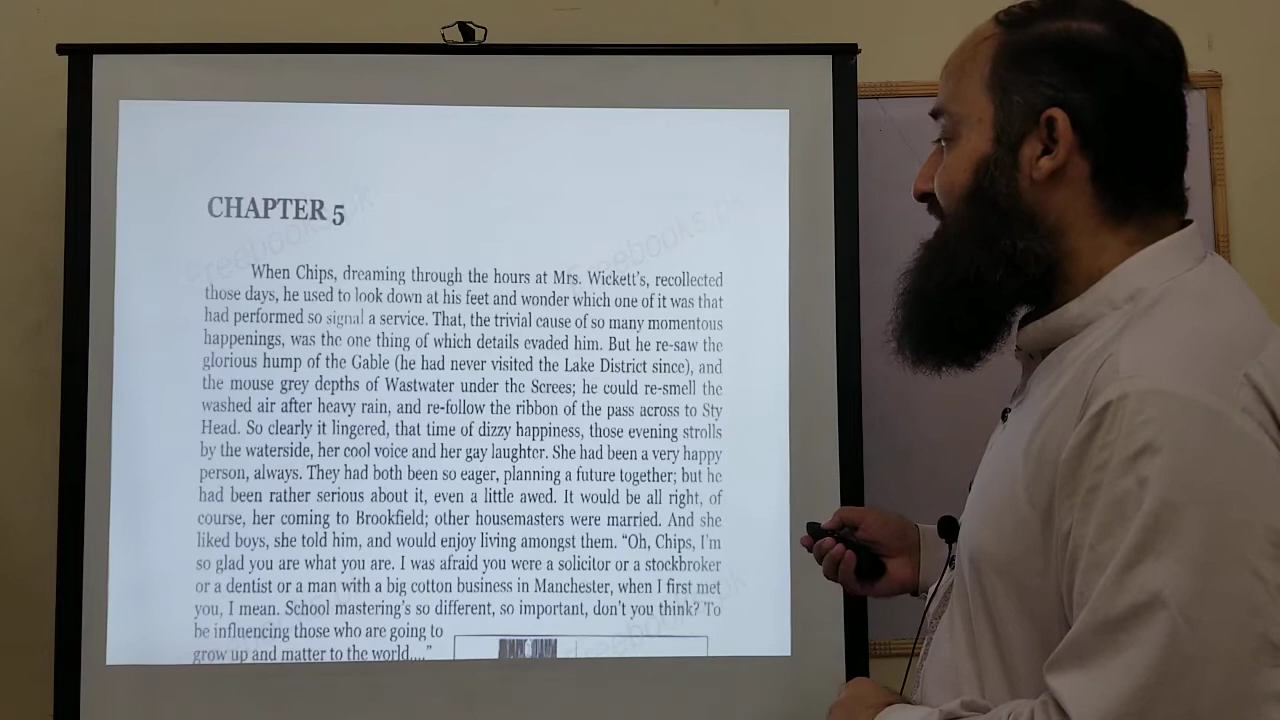 CHAPTER 5
When Chips, dreaming through the hours at Mrs. Wickett's, recollected
those days, he used to look down at his feet and wonder which one of it was that
had performed so signal a service. That, the trivial cause of so many momentous
happenings, was the one thing of which details evaded him. But he re-saw the
glorious hump of the Gable (he had never visited the Lake District since), and
the mouse grey depths of Wastwater under the Screes; he could re-smell the
washed air after heavy rain, and re-follow the ribbon of the pass across to Sty
Head. So clearly it lingered, that time of dizzy happiness, those evening strolls
by the waterside, her cool voice and her gay laughter. She had been a very happy
person, always. They had both been so eager, planning a future together; but he
had been rather serious about it, even a little awed. It would be all right, of
course, her coming to Brookfield; other housemasters were married. And she
liked boys, she told him, and would enjoy living amongst them. “Oh, Chips, I'm
so glad you are what you are. I was afraid you were a solicitor or a stockbroker
or a dentist or a man with a big cotton business in Manchester, when I first met
you, I mean. School mastering's so different, so important, don't you think? To
be influencing those who are going to
grow up and matter to the world....”